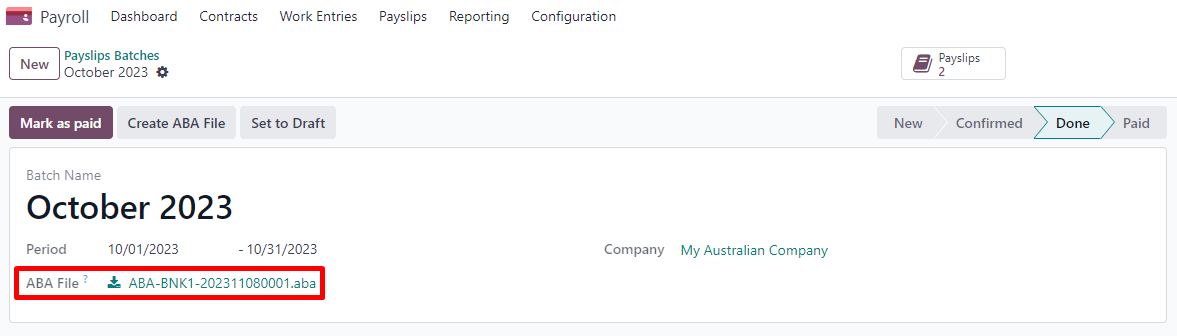 Payroll Dashboard Contracts Work Entries Payslips Reporting Configuration
New Payslips Batches
October 2023
Payslips
2
Mark as paid Create ABA File Set to Draft New Confirmed Done Paid
Batch Name
October 2023
Period 10/01/2023 - 10/31/2023 Company My Australian Company
ABA File ? ABA-BNK1-202311080001.aba